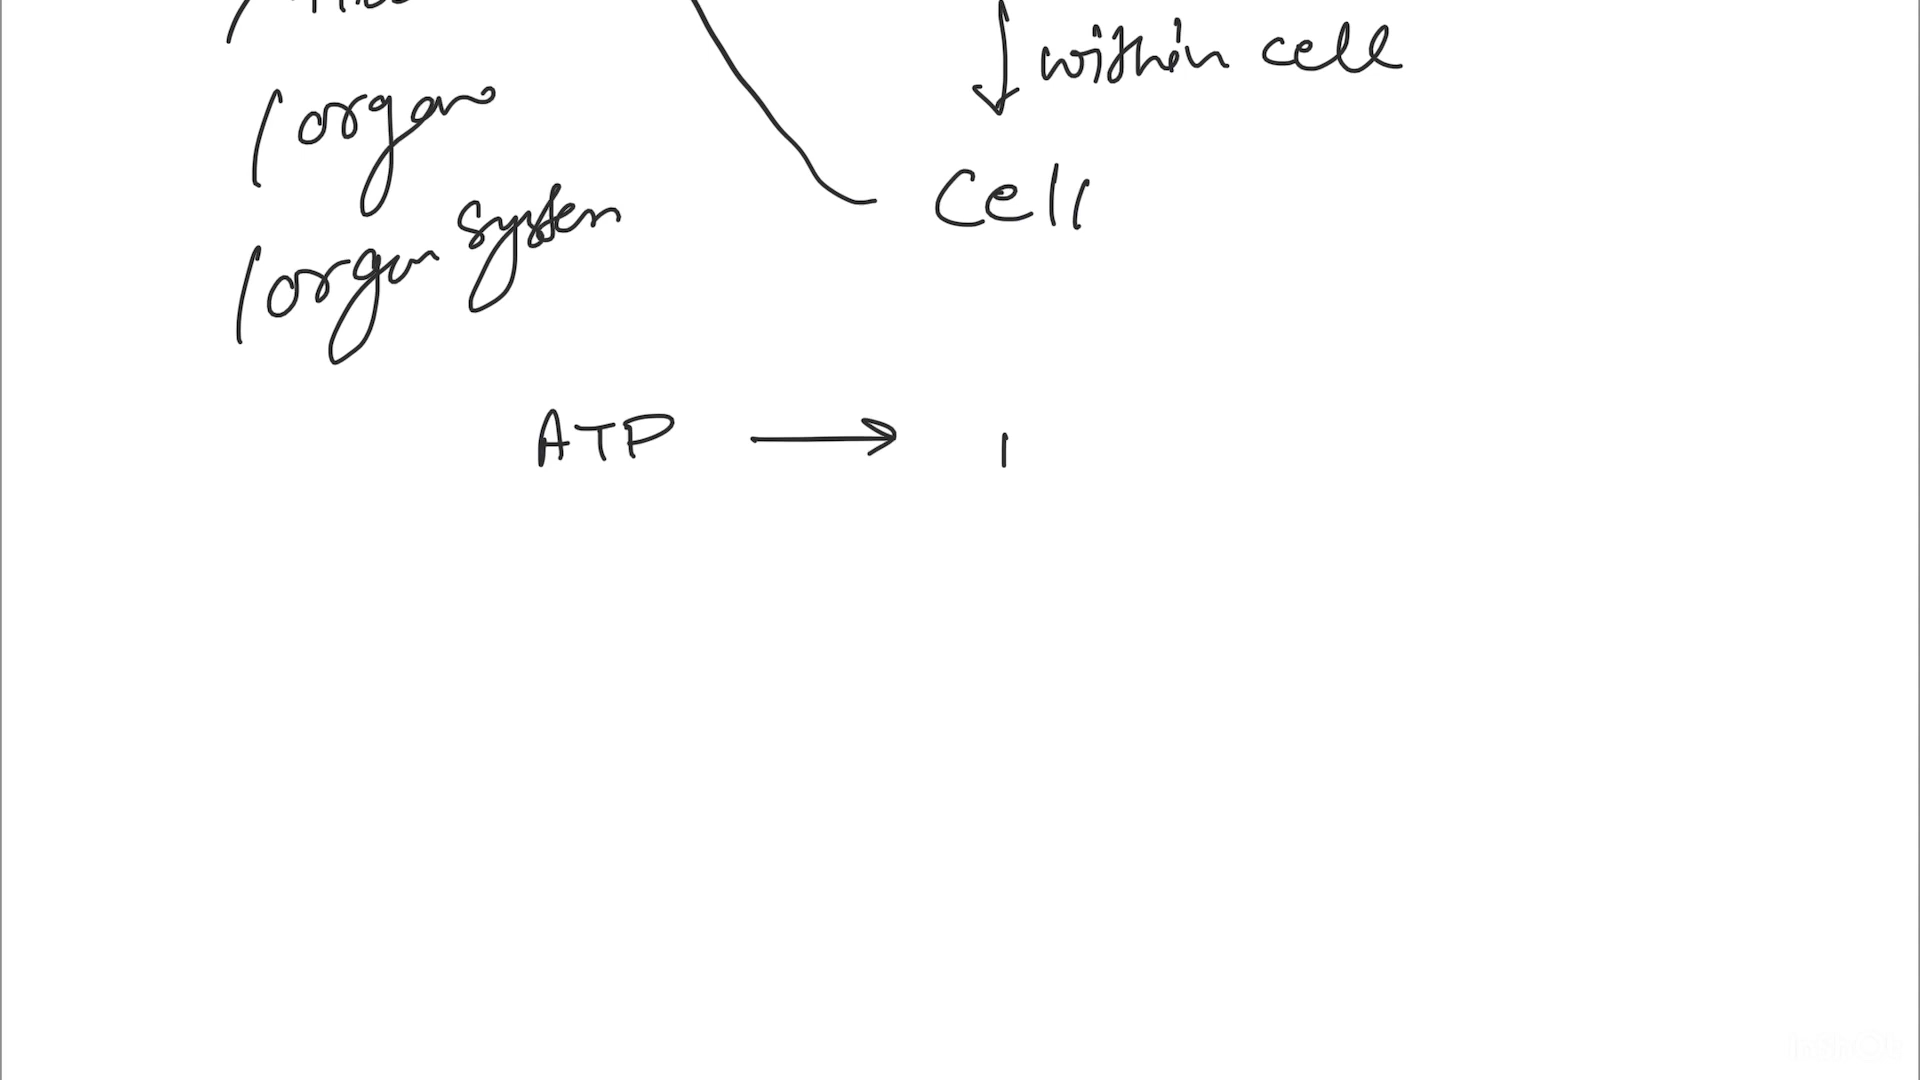 within cell
/ organ
cell
/ organ system
ATP →